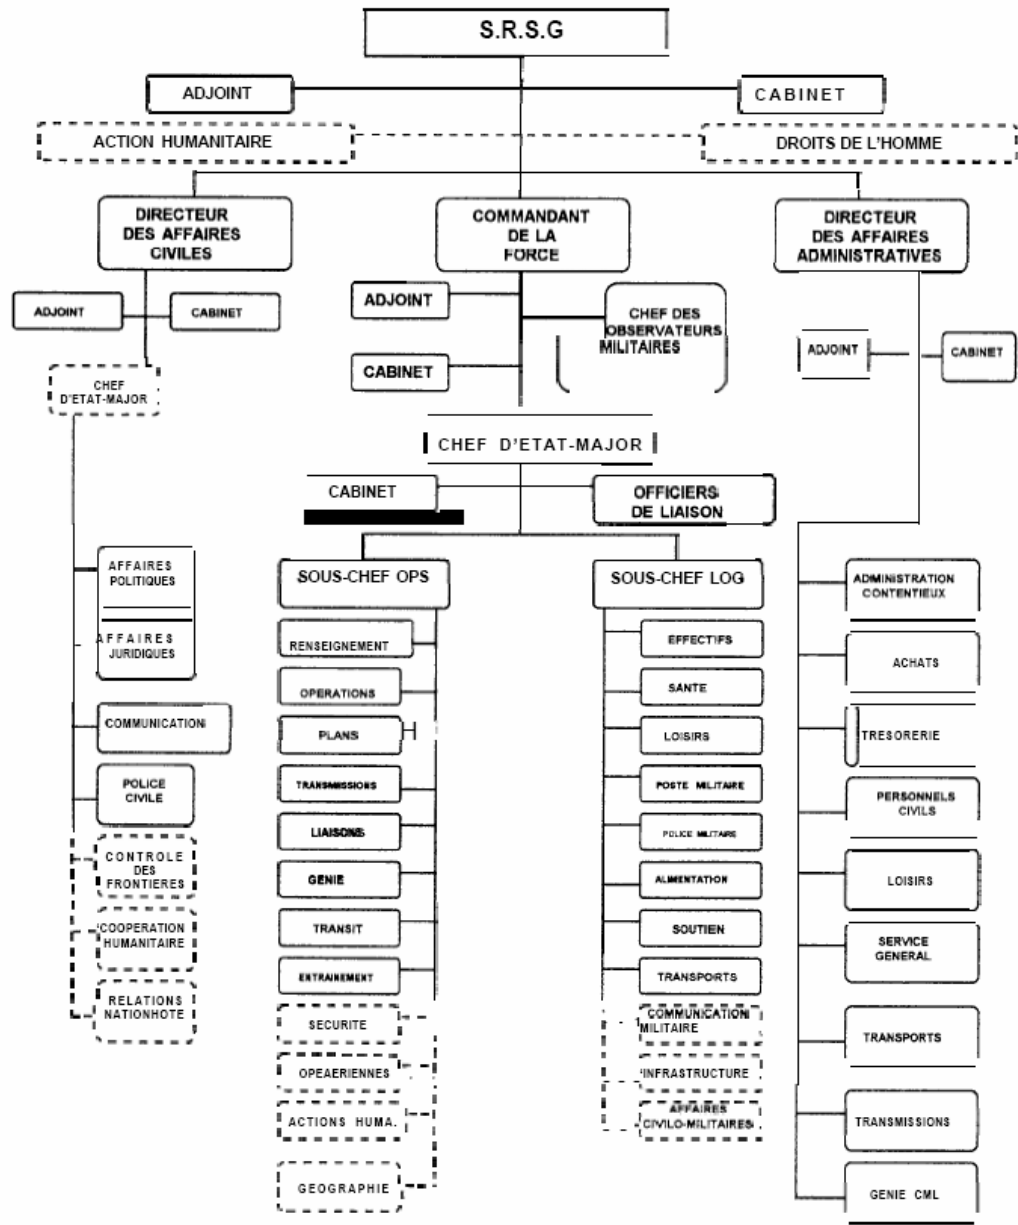 S.R.S.G
ADJOINT
CABINET
ACTION HUMANITAIRE
DROITS DE L'HOMME
DIRECTEUR
DES AFFAIRES
CIVILES
COMMANDANT
DE LA
FORCE
DIRECTEUR
DES AFFAIRES
ADMINISTRATIVES
ADJOINT
CABINET
ADJOINT
CHEF DES
OBSERVATEURS
MILITAIRES
CABINET
ADJOINT
CABINET
CHEF
D'ETAT-MAJOR
CHEF D'ETAT-MAJOR
CABINET
OFFICIERS
DE LIAISON
AFFAIRES
POLITIQUES
AFFAIRES
JURIDIQUES
COMMUNICATION
POLICE
CIVILE
CONTROLE
DES
FRONTIERES
COOPERATION
HUMANITAIRE
RELATIONS
NATIONHOTE
SOUS-CHEF OPS
RENSEIGNEMENT
OPERATIONS
PLANS
TRANSMISSIONS
LIAISONS
GENIE
TRANSIT
ENTRAINEMENT
SECURITE
OPEAERIENNES
ACTIONS HUMA.
GEOGRAPHIE
SOUS-CHEF LOG
EFFECTIFS
SANTE
LOISIRS
POSTE MILITAIRE
POLICE MILITAIRE
ALIMENTATION
SOUTIEN
TRANSPORTS
COMMUNICATION
MILITAIRE
INFRASTRUCTURE
AFFAIRES
CIVILO-MILITAIRES
ADMINISTRATION
CONTENTIEUX
ACHATS
TRESORERIE
PERSONNELS
CIVILS
LOISIRS
SERVICE
GENERAL
TRANSPORTS
TRANSMISSIONS
GENIE CML